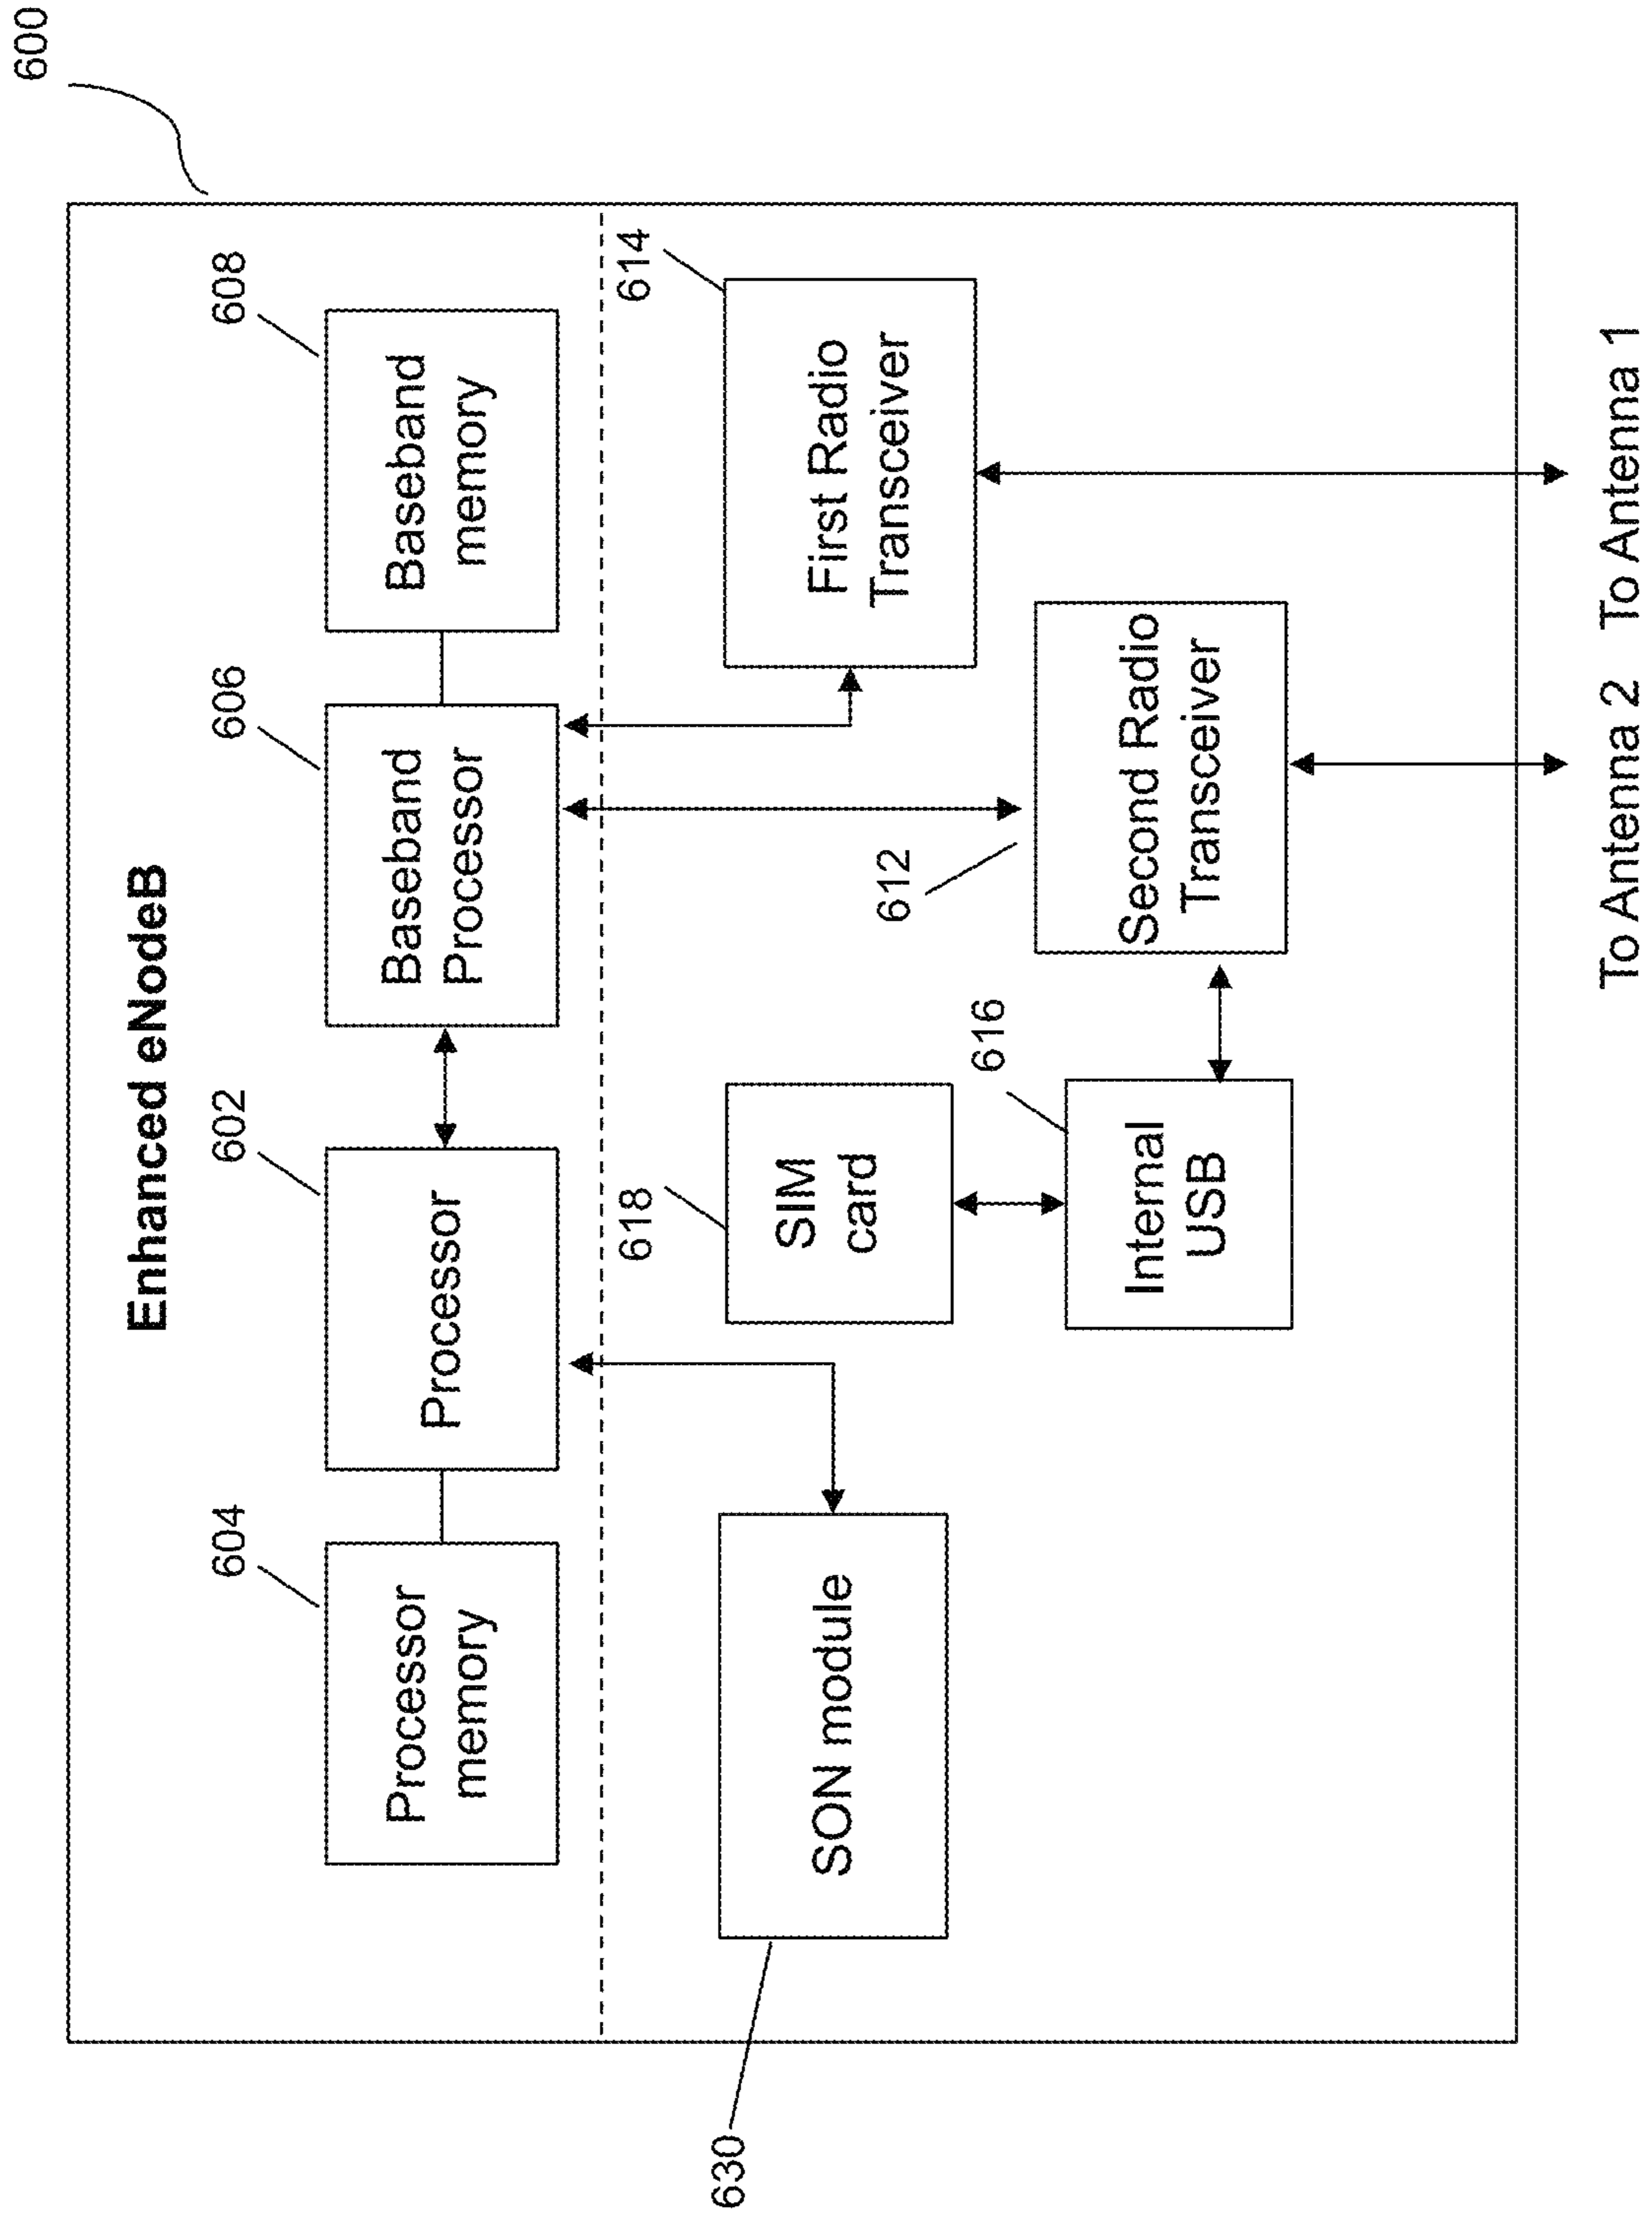 600
Enhanced eNodeB
604
602
606
608
Processor
memory
Processor
Baseband
Processor
Baseband
memory
630
618
612
614
SON module
SIM
card
First Radio
Transceiver
616
Internal
USB
Second Radio
Transceiver
To Antenna 2
To Antenna 1